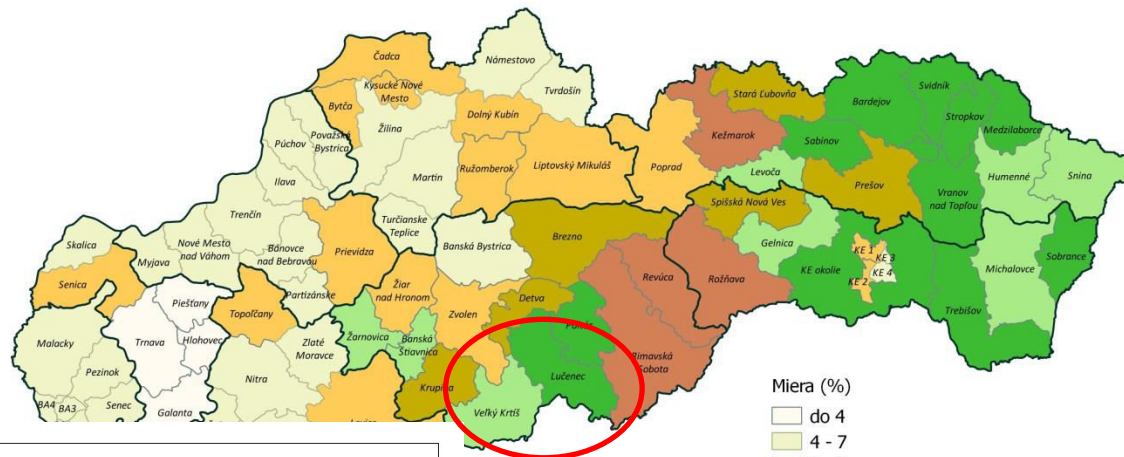 Čadca
Námestovo
Kysucké Nové
Mesto
Tvrdošín
Bytča
Stará Ľubovňa
Svidník
Bardejov
Dolný Kubín
Stropkov
Žilina
Kežmarok
Medzilaborce
Považská
Bystrica
Púchov
Sabinov
Ružomberok
Liptovský Mikuláš
Poprad
Levoča
Humenné
Snina
Martin
Prešov
Ilava
Vranov
nad Topľou
Trenčín
Turčianske
Teplice
Spišská Nová Ves
Skalica
Nové Mesto
nad Váhom
Bánovce
nad Bebravou
Prievidza
Banská Bystrica
Brezno
Gelnica
KE 1
KE 3
Myjava
Revúca
Rožňava
KE okolie
KE 4
Michalovce
Sobrance
Senica
Partizánske
Žiar
nad Hronom
KE 2
Piešťany
Topoľčany
Detva
Trebišov
Zvolen
Trnava
Hlohovec
Žarnovica
Banská
Štiavnica
Zlaté
Moravce
Rimavská
Sobota
Malacky
Pezinok
Nitra
Lučenec
Krupina
Miera (%)
BA4
BA3
Senec
Galanta
Veľký Krtíš
do 4
4 - 7